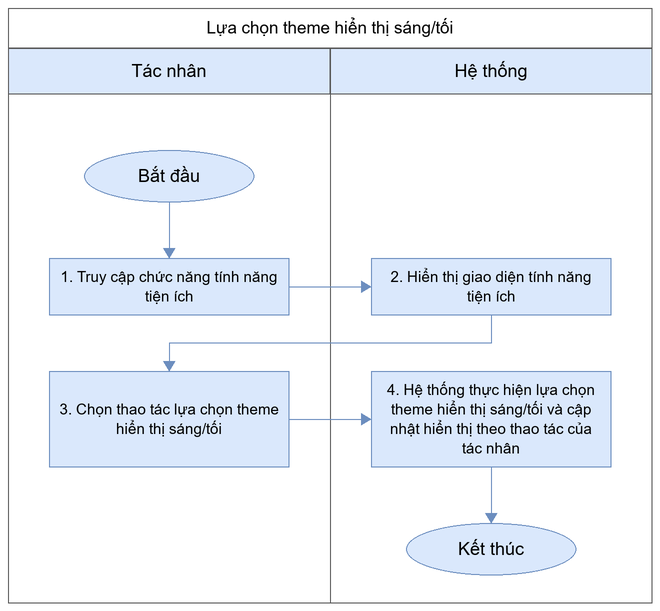 Lựa chọn theme hiển thị sáng/tối
Tác nhân
Hệ thống
Bắt đầu
1. Truy cập chức năng tính năng
tiện ích
2. Hiển thị giao diện tính năng
tiện ích
3. Chọn thao tác lựa chọn theme
hiển thị sáng/tối
4. Hệ thống thực hiện lựa chọn
theme hiển thị sáng/tối và cập
nhật hiển thị theo thao tác của
tác nhân
Kết thúc